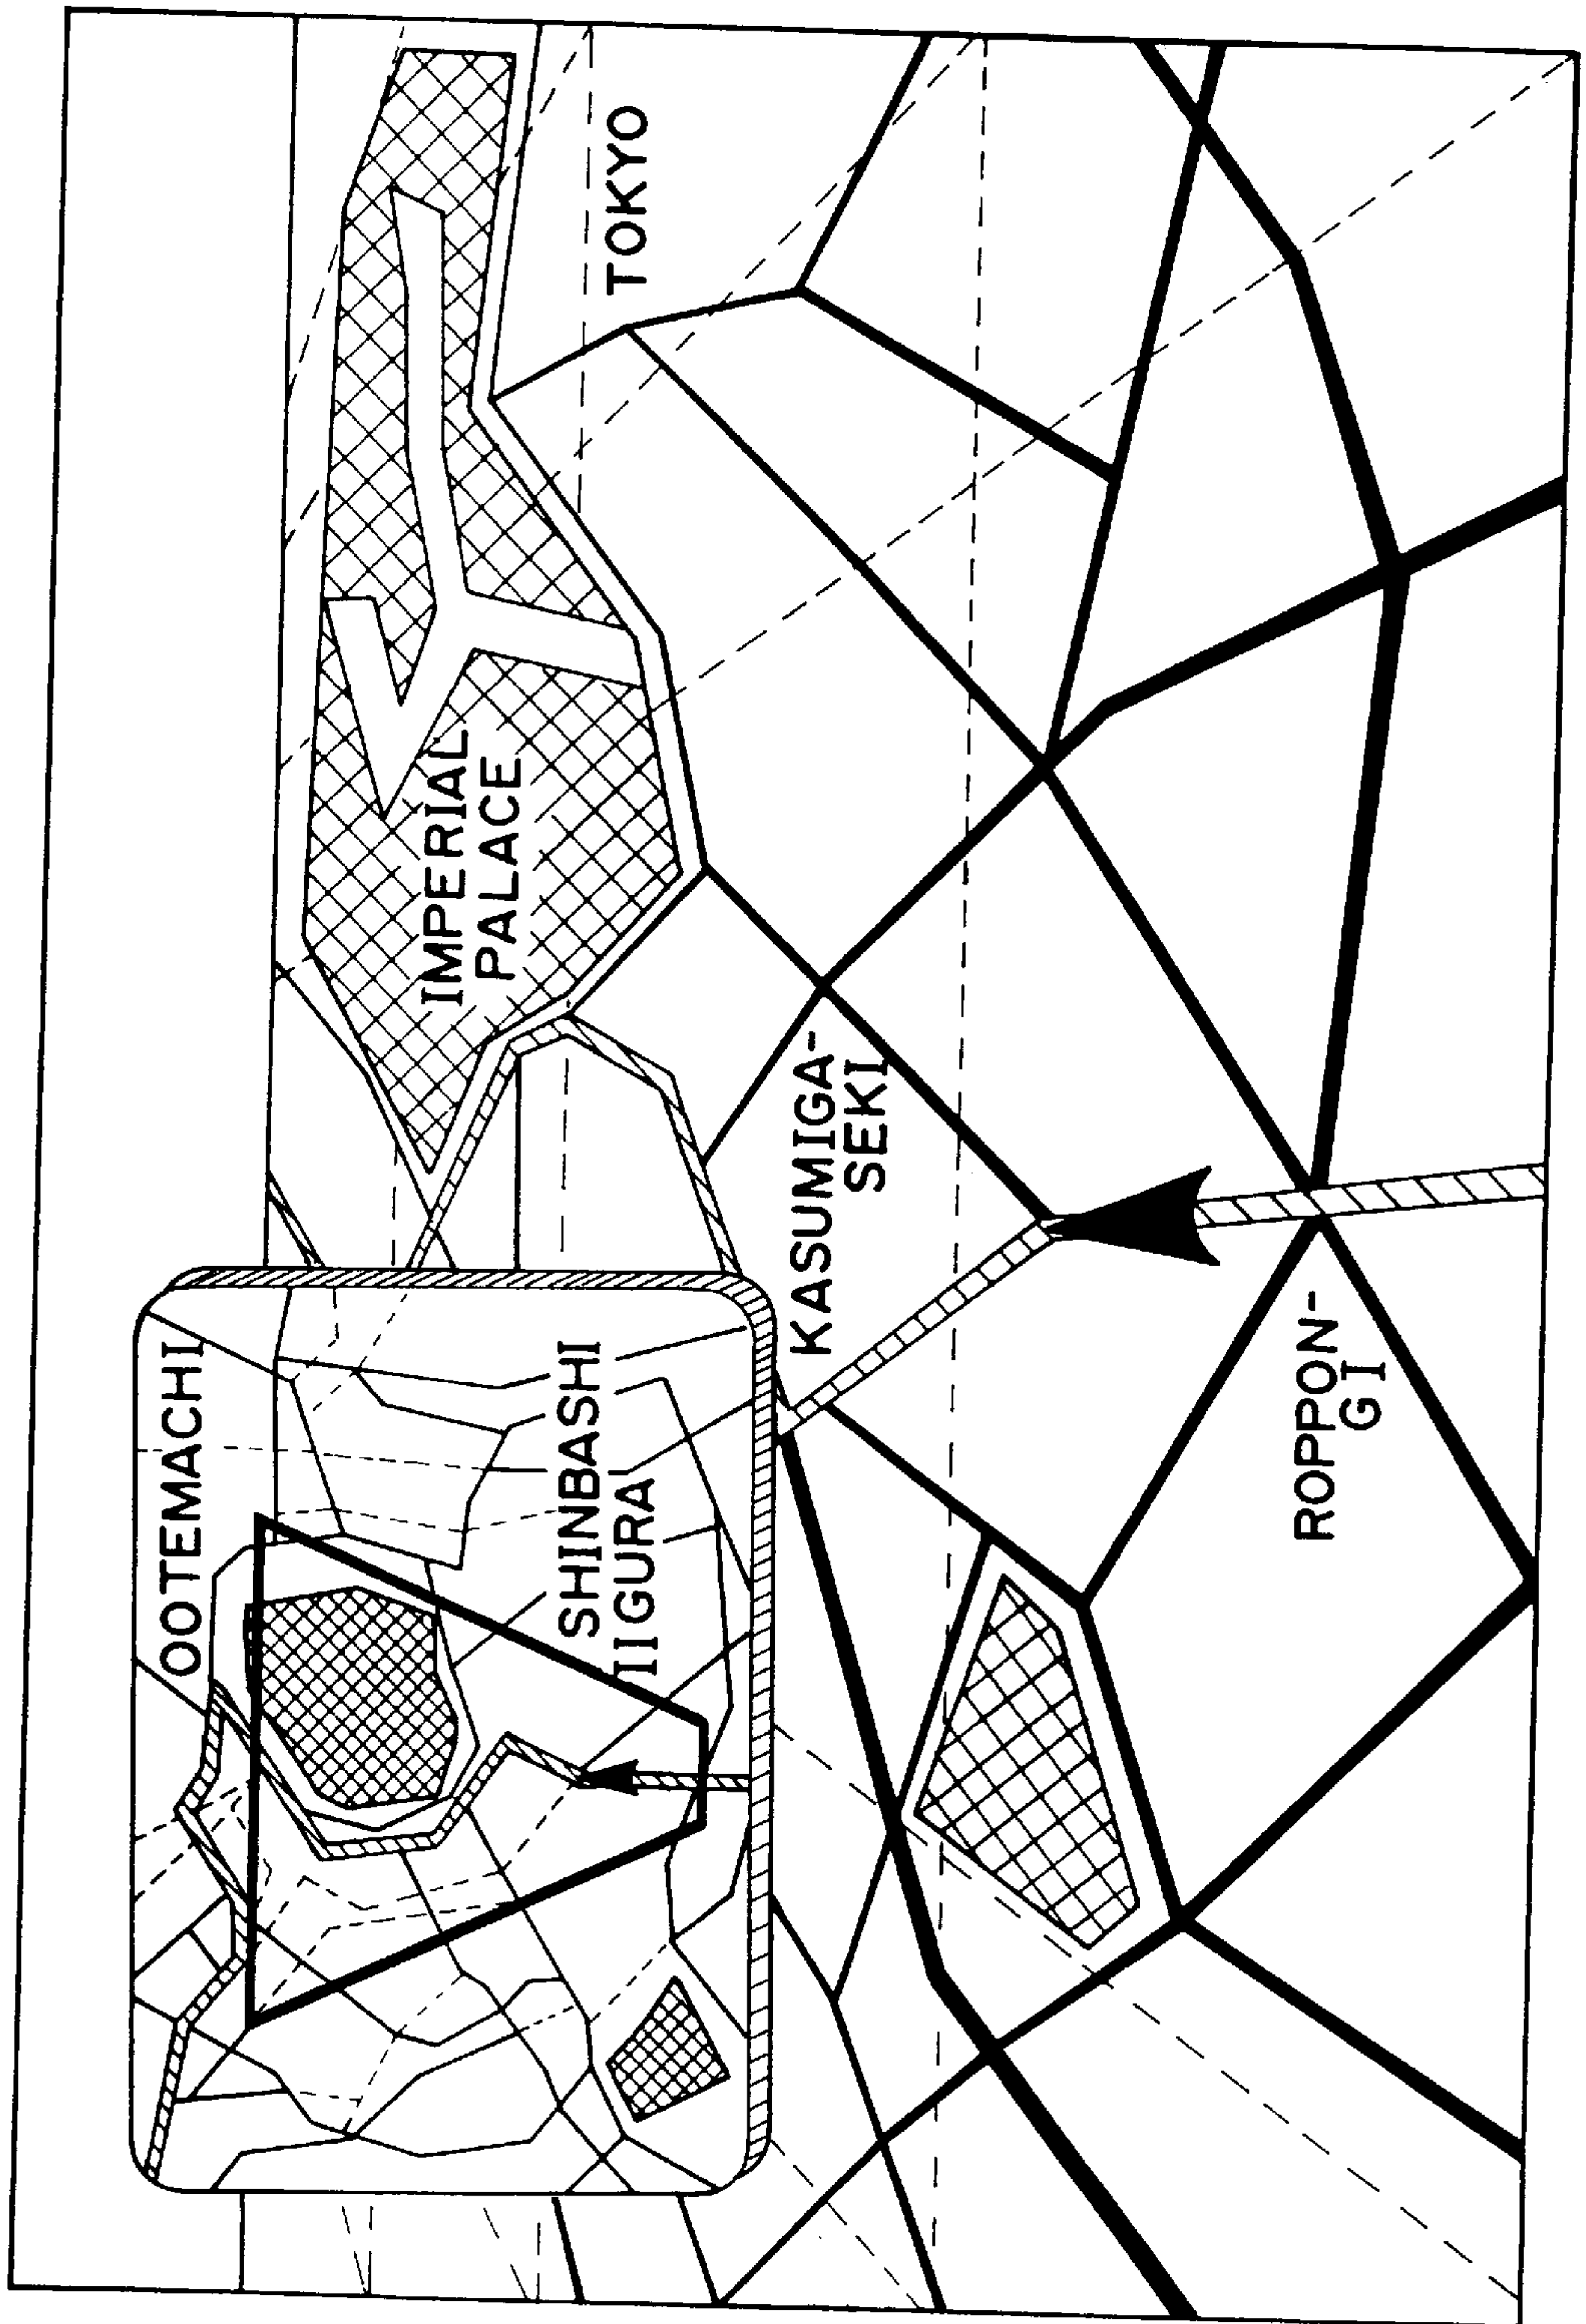 OOTEMACHI
SHINBASHI
IIGURA
IMPERIAL
PALACE
TOKYO
KASUMIGA-
SEKI
ROPPON-
GI